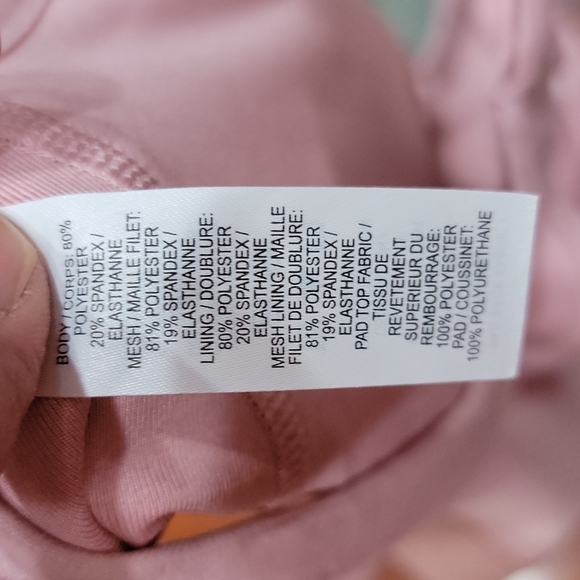 BODY / CORPS: 80%
POLYESTER
20% SPANDEX /
ELASTHANNE
MESH / MAILLE FILET:
81% POLYESTER
19% SPANDEX /
ELASTHANNE
LINING / DOUBLURE:
80% POLYESTER
20% SPANDEX /
ELASTHANNE
MESH LINING / MAILLE
FILET DE DOUBLURE:
81% POLYESTER
19% SPANDEX /
ELASTHANNE
PAD TOP FABRIC /
TISSU DE
REVETEMENT
SUPERIEUR DU
REMBOURRAGE:
100% POLYESTER
PAD / COUSSINET:
100% POLYURETHANE